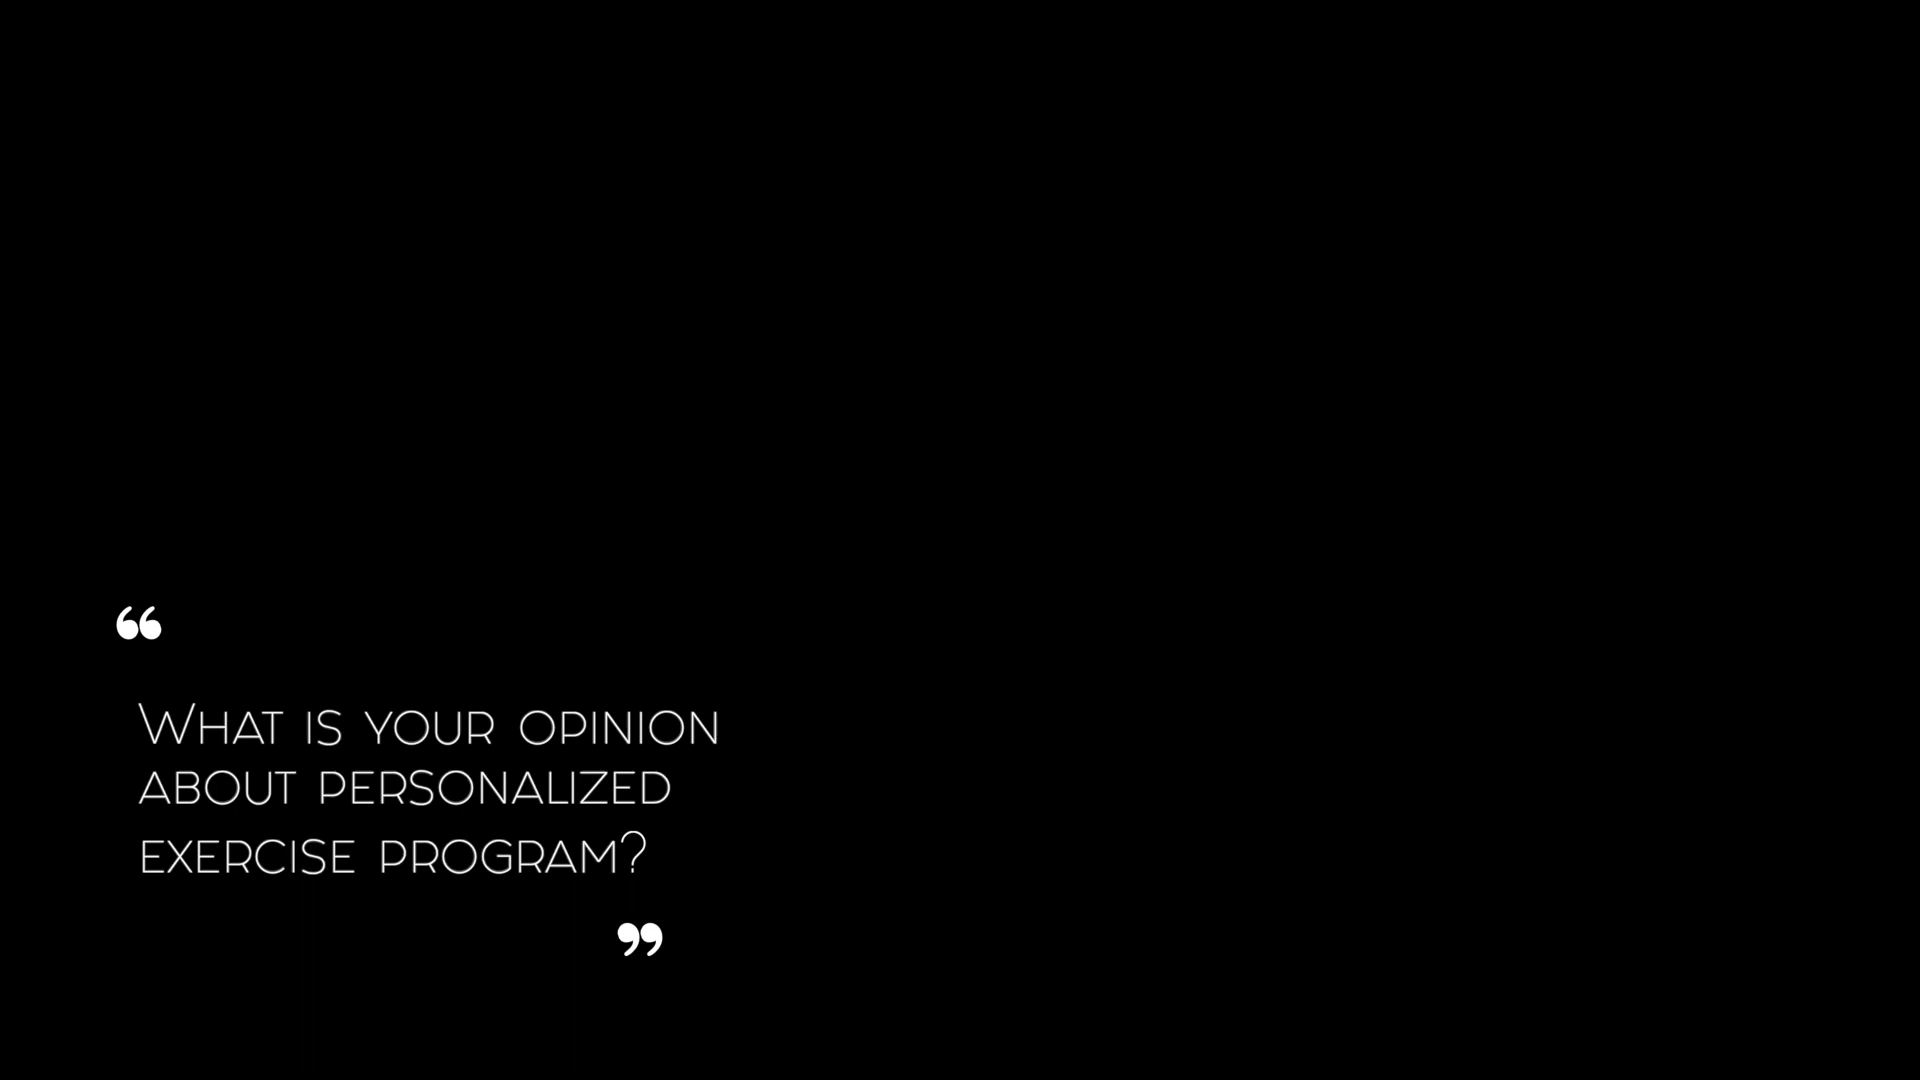 “
What is your opinion
about personalized
exercise program?
”